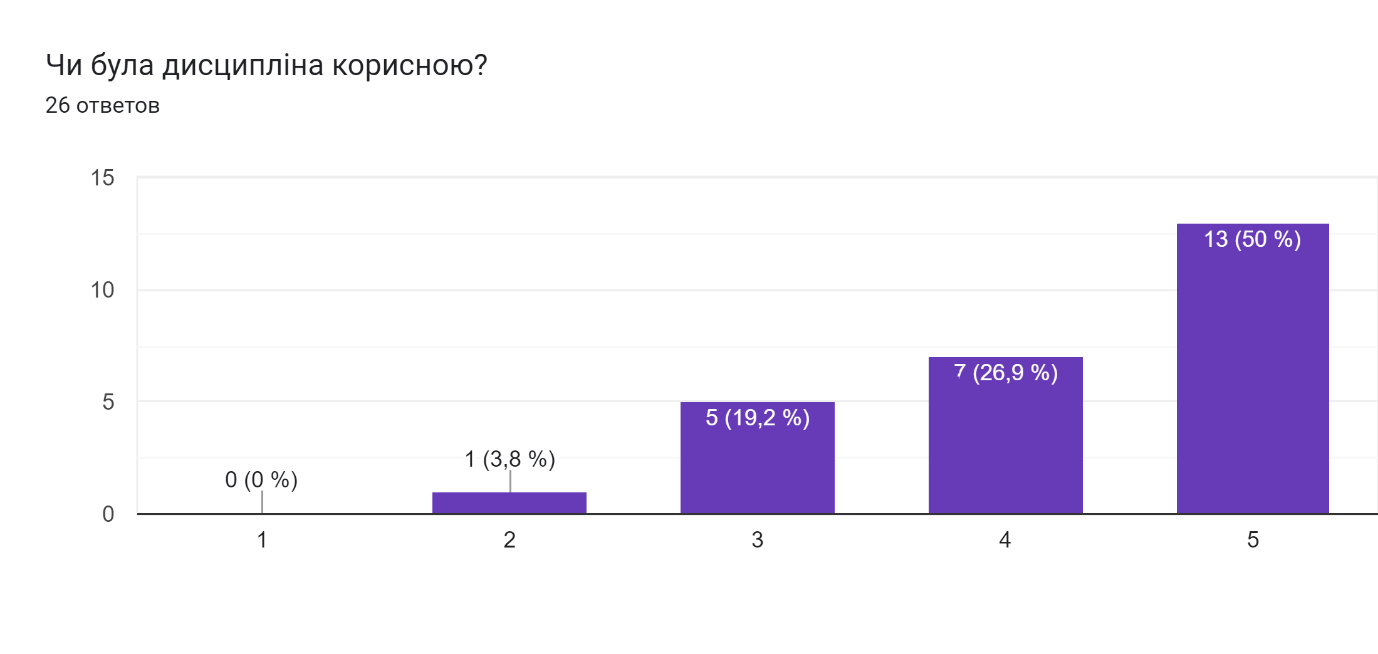 Чи була дисципліна корисною?
26 ответов
15
10
5
0
0 (0 %)
1 (3,8 %)
5 (19,2 %)
7 (26,9 %)
13 (50 %)
1 2 3 4 5